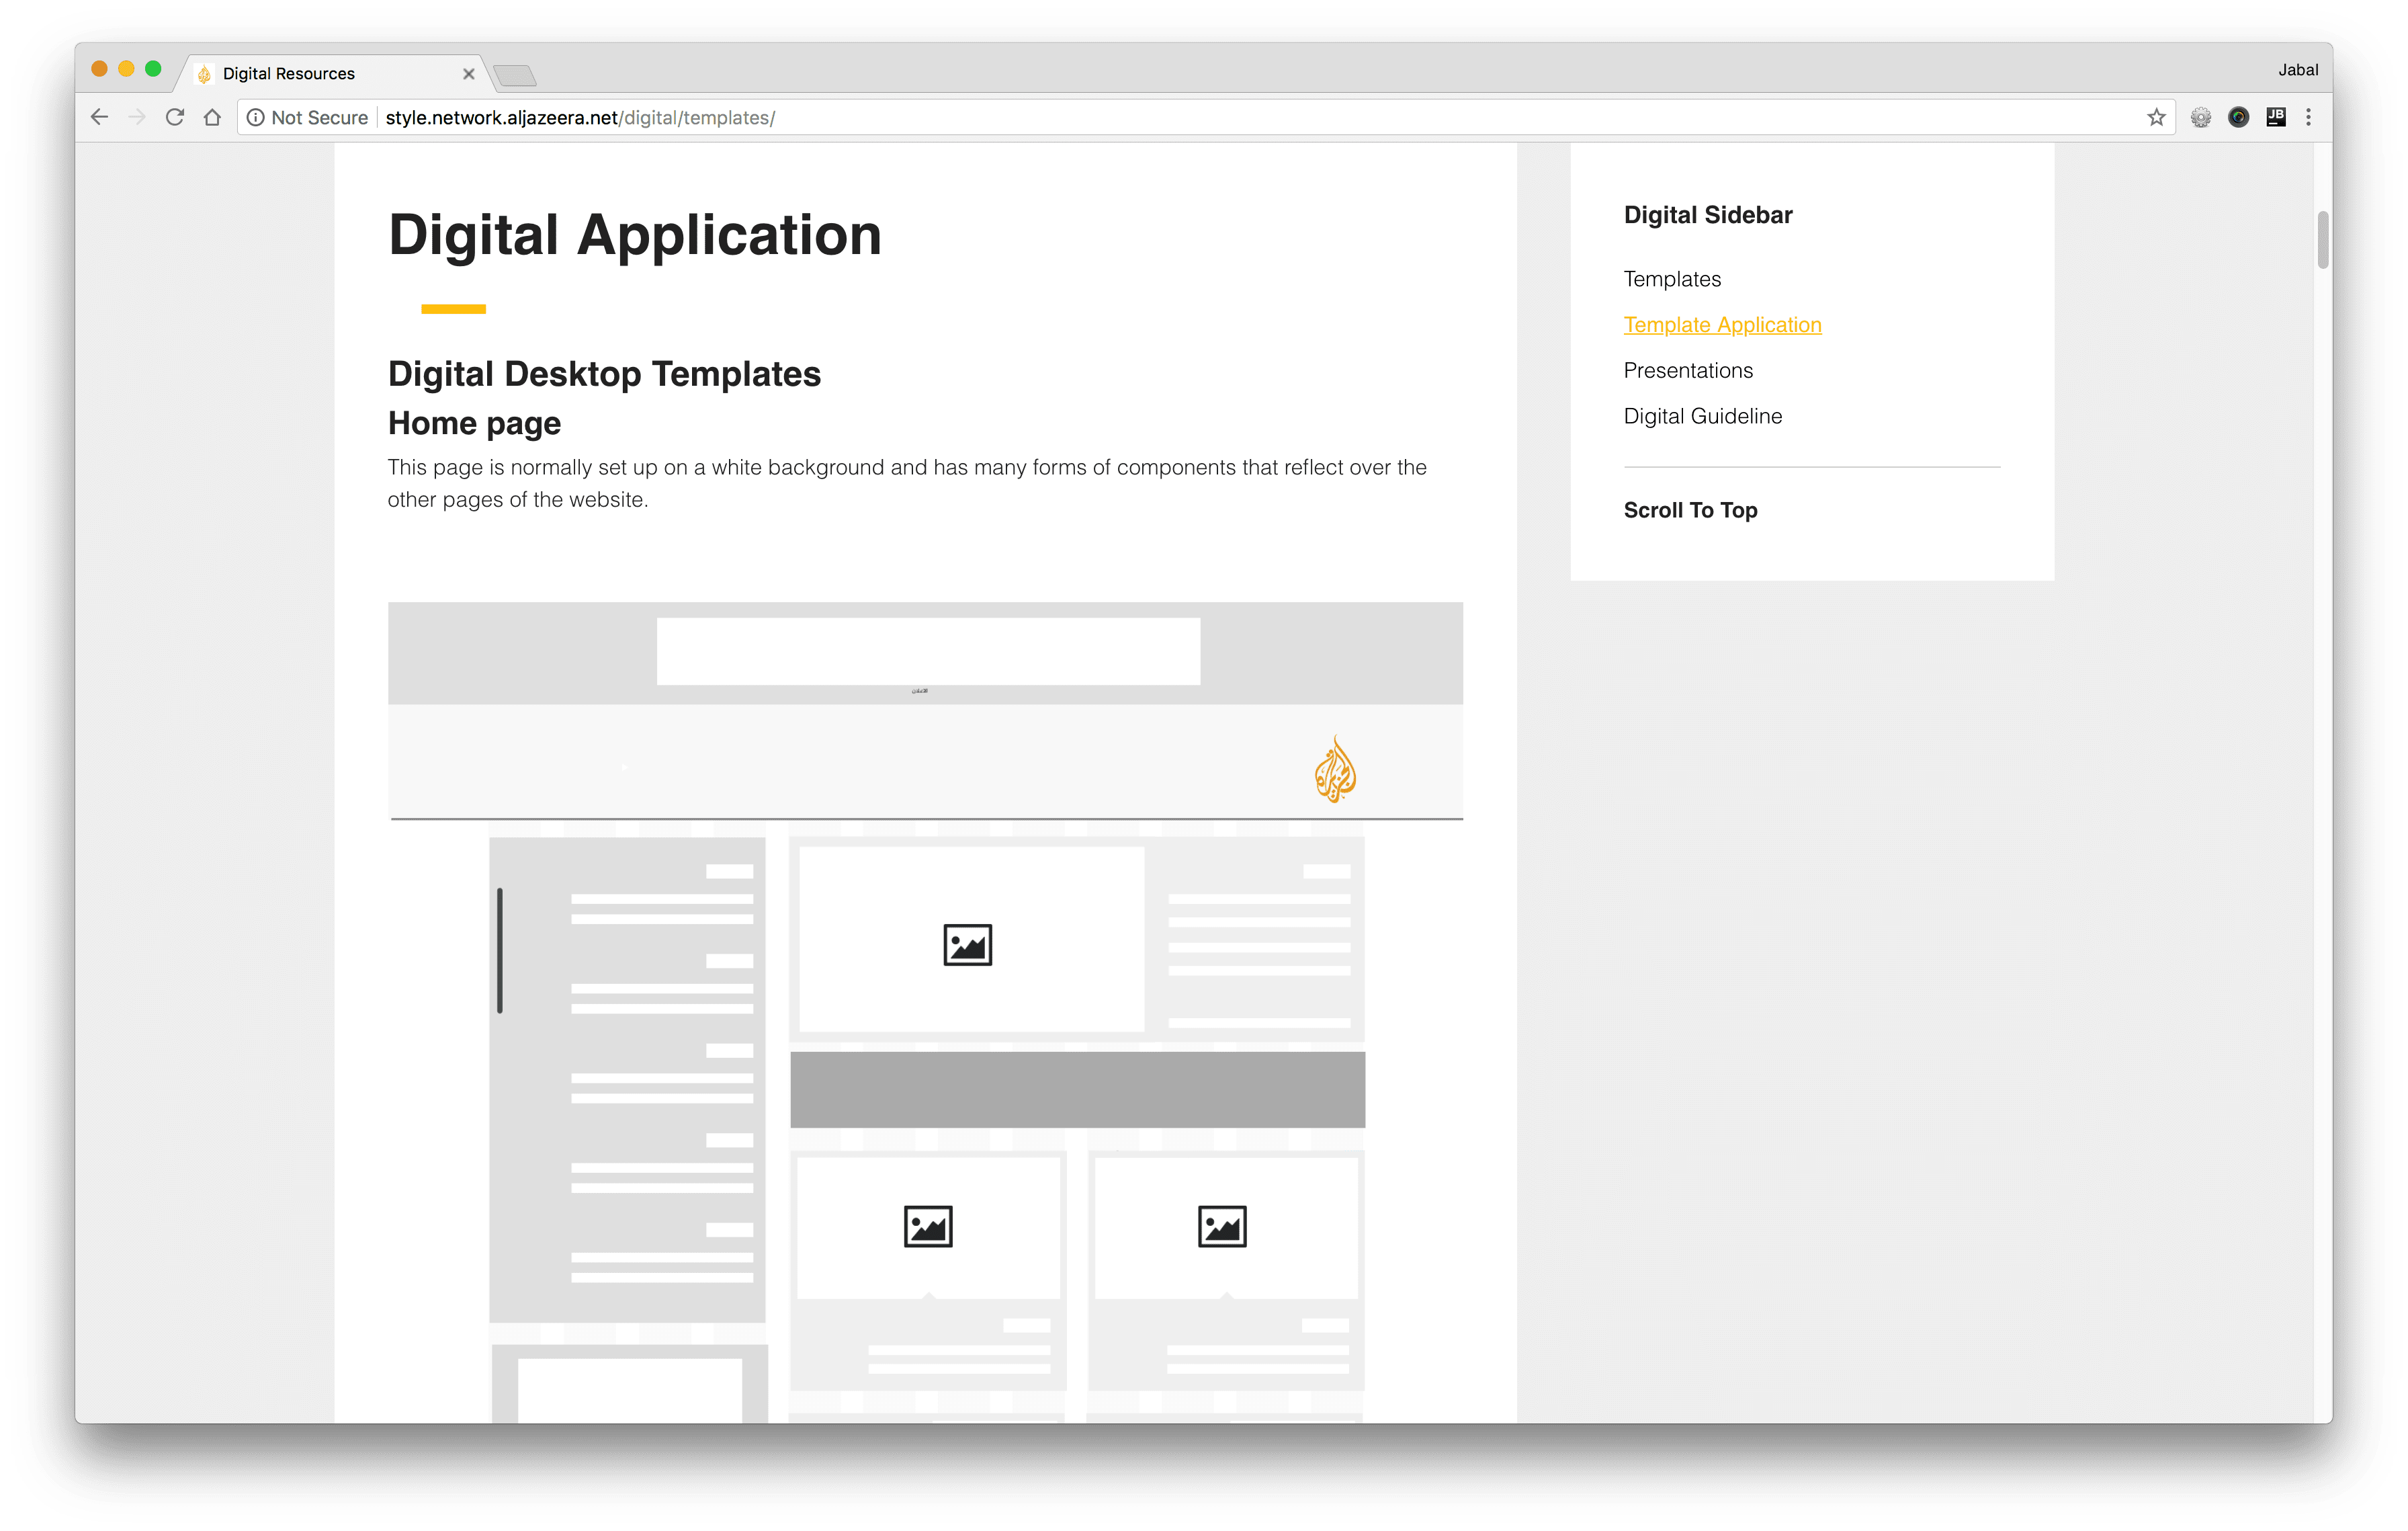 Digital Resources
Jabal
Not Secure
style.network.aljazeera.net/digital/templates/
JB
Digital Application
Digital Desktop Templates
Home page
This page is normally set up on a white background and has many forms of components that reflect over the
other pages of the website.
الجزيرة
Digital Sidebar
Templates
Template Application
Presentations
Digital Guideline
Scroll To Top